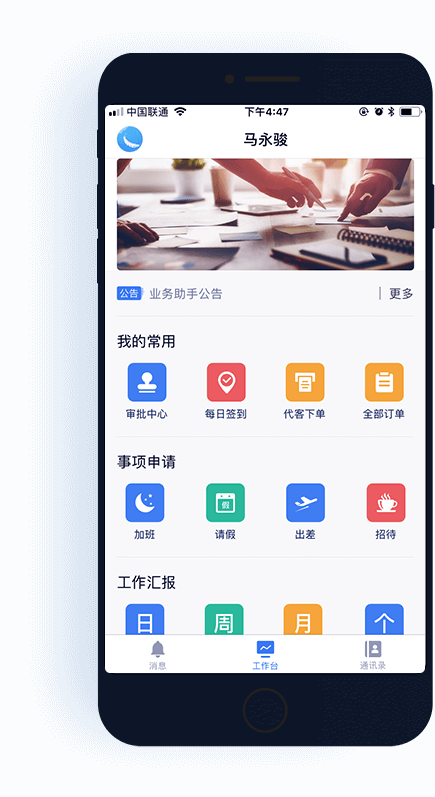 中国联通 下午4:47
马永骏
公告 业务助手公告 | 更多
我的常用
审批中心 每日签到 代客下单 全部订单
事项申请
假
加班 请假 出差 招待
工作汇报
日 周 月 个
消息 工作台 通讯录